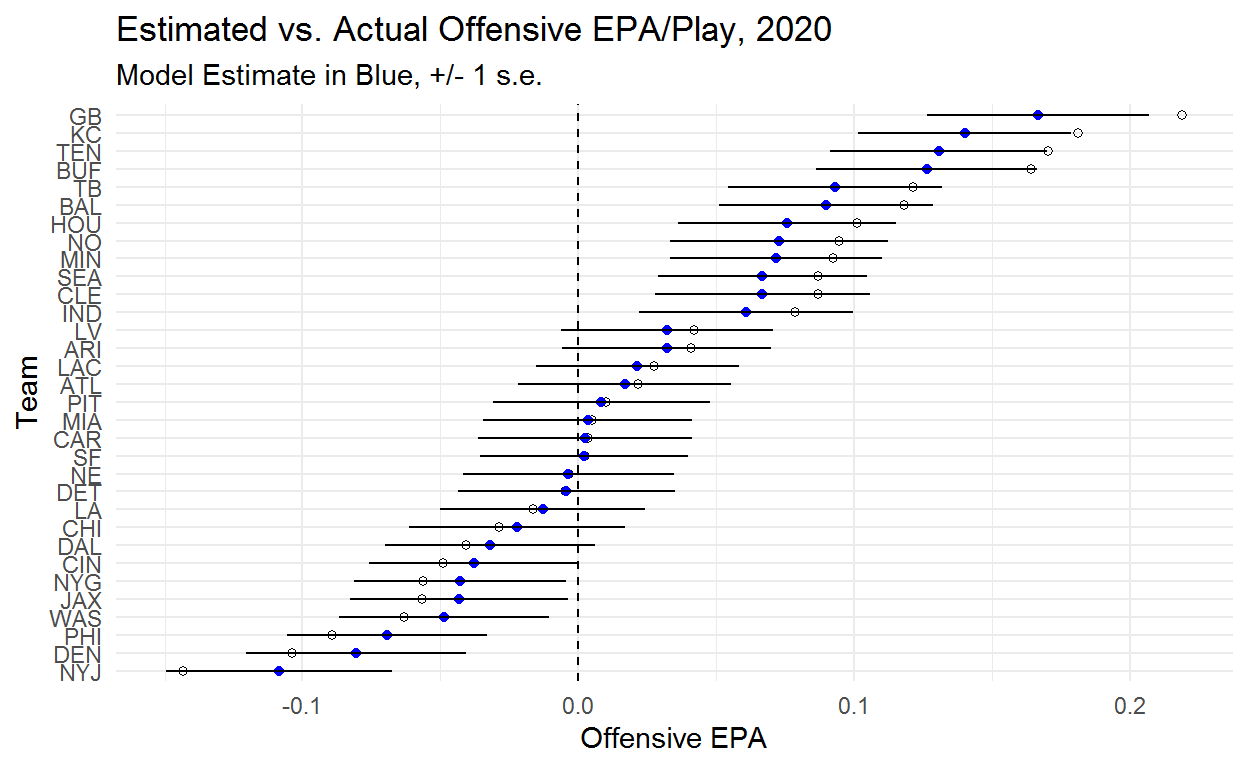 Estimated vs. Actual Offensive EPA/Play, 2020
Model Estimate in Blue, +/- 1 s.e.
Team
GB
KC
TEN
BUF
TB
BAL
HOU
NO
MIN
SEA
CLE
IND
LV
ARI
LAC
ATL
PIT
MIA
CAR
SF
NE
DET
LA
CHI
DAL
CIN
NYG
JAX
WAS
PHI
DEN
NYJ
-0.1 0.0 0.1 0.2
Offensive EPA